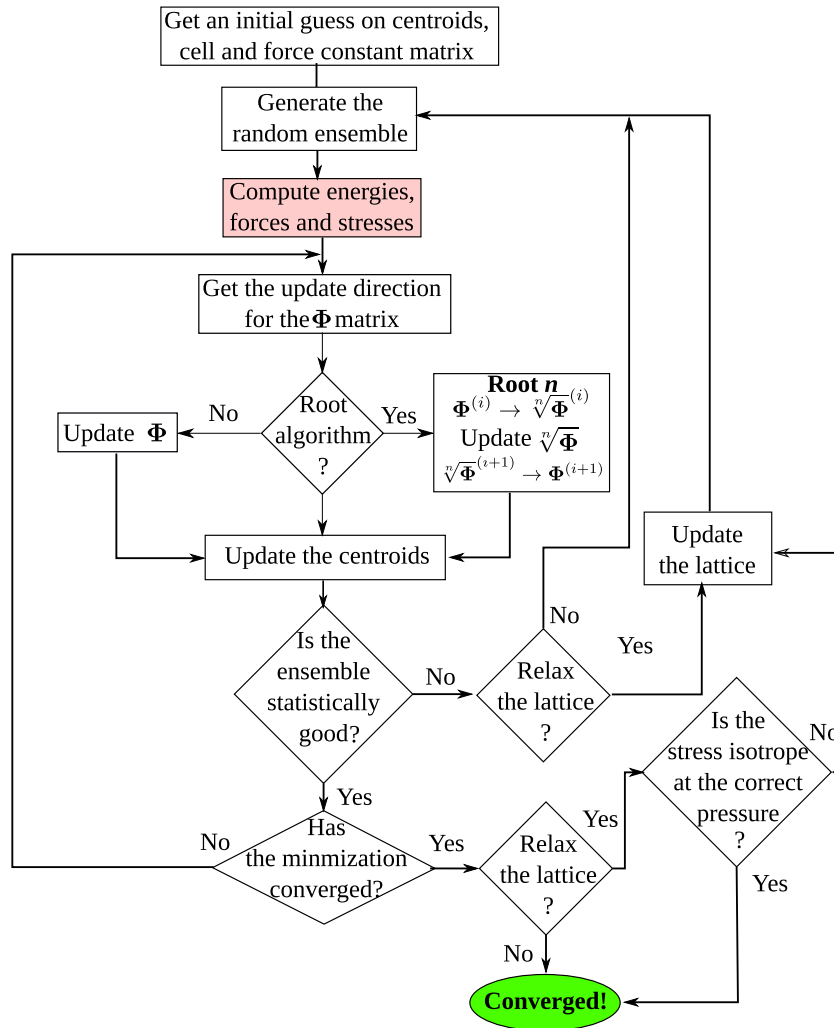 Get an initial guess on centroids,
cell and force constant matrix
Generate the
random ensemble
Compute energies,
forces and stresses
Get the update direction
for the Φ matrix
Root
algorithm
?
No
Yes
Update Φ
Root n
Φ⁽ⁱ⁾ → ⁿ√Φ⁽ⁱ⁾
Update ⁿ√Φ
ⁿ√Φ⁽ⁱ⁺¹⁾ → Φ⁽ⁱ⁺¹⁾
Update the centroids
Update
the lattice
Is the
ensemble
statistically
good?
No
Relax
the lattice
?
No
Yes
Is the
stress isotrope
at the correct
pressure
?
No
Yes
Yes
Has
the minmization
converged?
No
Yes
Relax
the lattice
?
Yes
No
Converged!